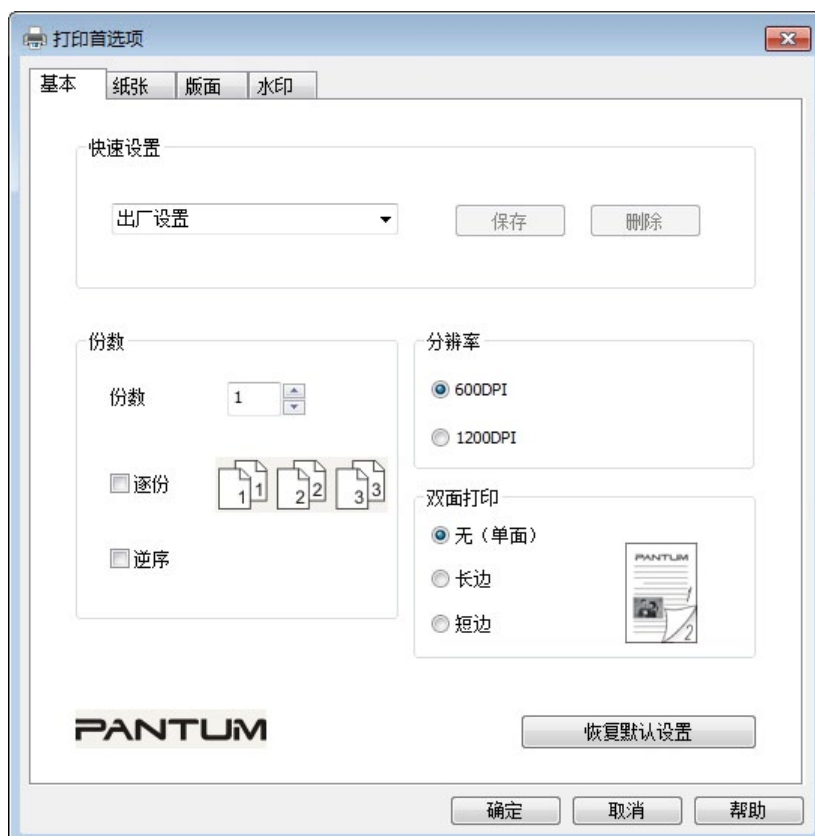 打印首选项
基本 纸张 版面 水印
快速设置
出厂设置 保存 删除
份数
份数 1
逐份 1 1 2 2 3 3
逆序
分辨率
600DPI
1200DPI
双面打印
无（单面）
长边
短边
PANTUM
1
2
PANTUM
恢复默认设置
确定 取消 帮助